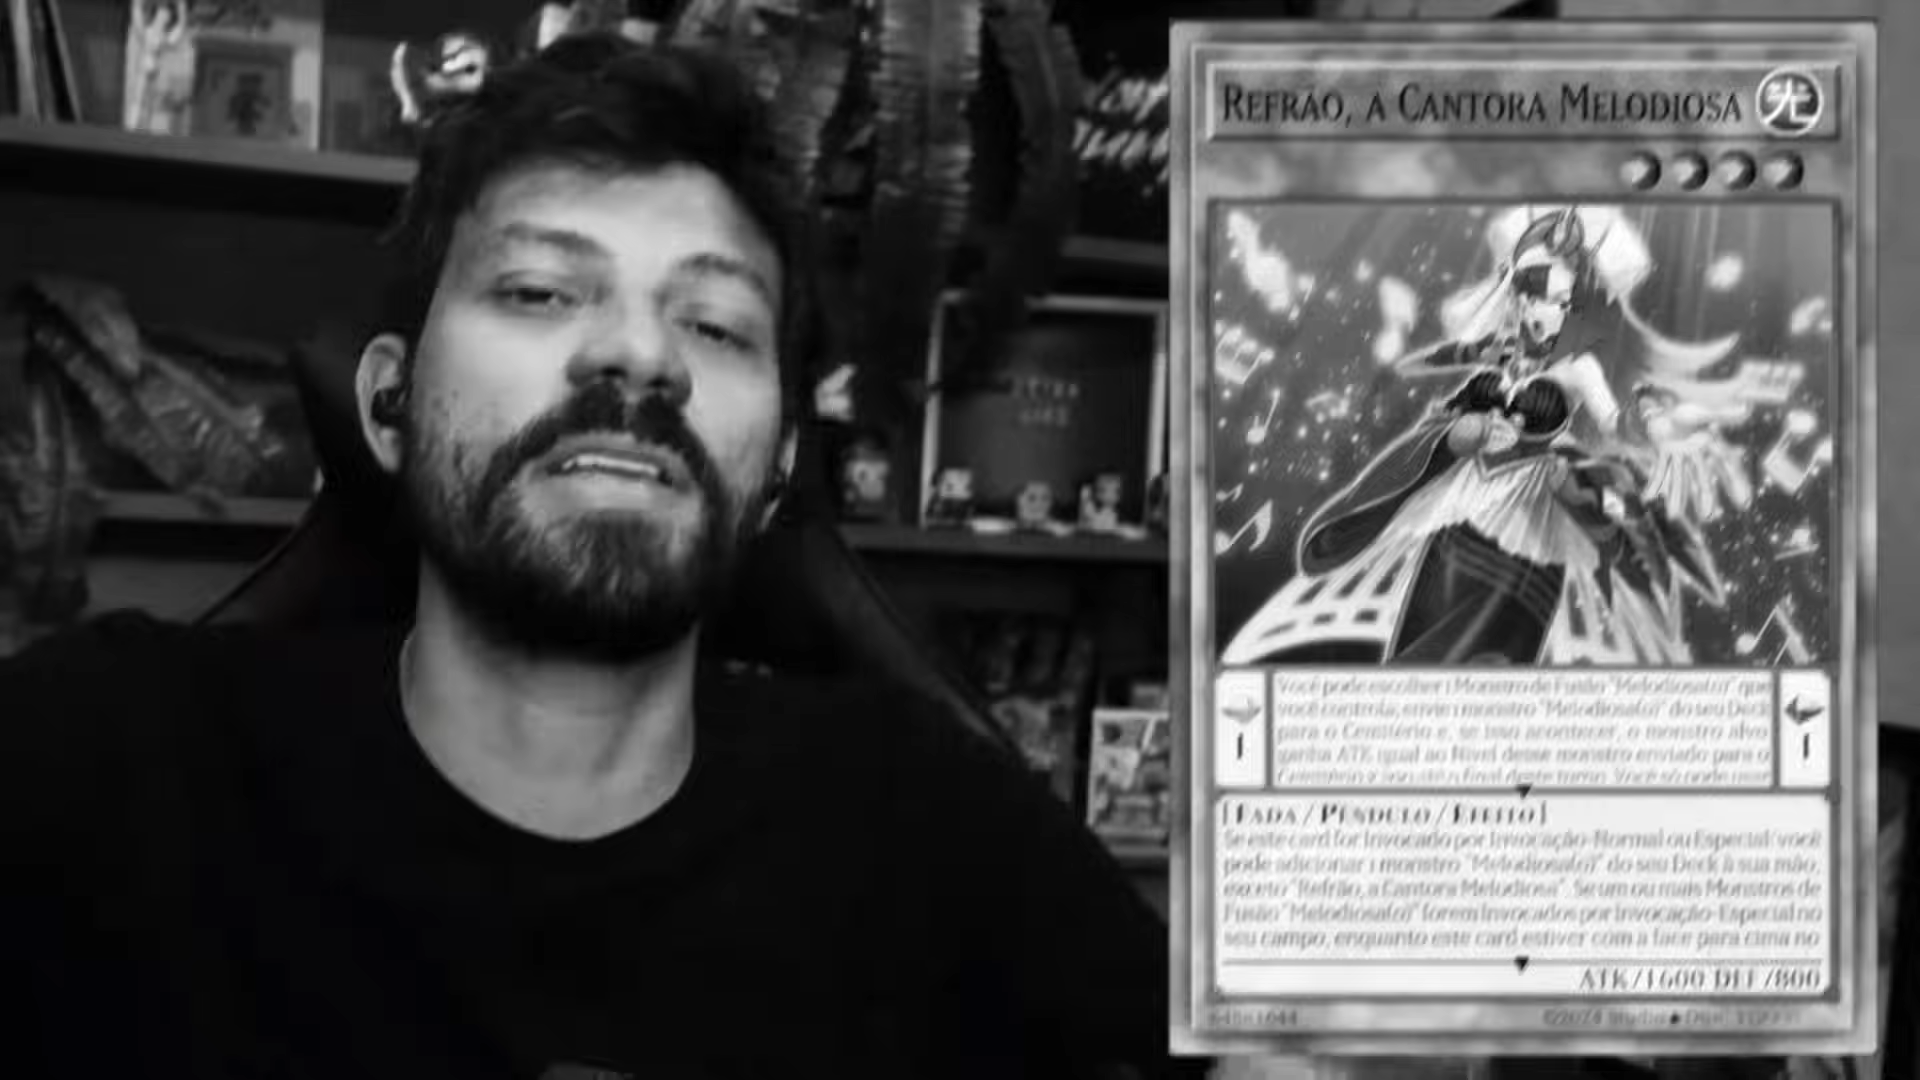 REFRÃO, A CANTORA MELODIOSA
光
Você pode escolher 1 Monstro de Fusão "Melodiosa(o)" que
você controla; envie 1 monstro "Melodiosa(o)" do seu Deck
para o Cemitério e, se isso acontecer, o monstro alvo
ganha ATK igual ao Nível desse monstro enviado para o
1
1
[FADA/PÊNDULO/EFEITO]
Se este card for Invocado por Invocação-Normal ou Especial: você
pode adicionar 1 monstro "Melodiosa(o)" do seu Deck à sua mão,
exceto "Refrão, a Cantora Melodiosa". Se um ou mais Monstros de
Fusão "Melodiosa(o)" forem Invocados por Invocação-Especial no
seu campo, enquanto este card estiver com a face para cima no
ATK/1600 DEF/800